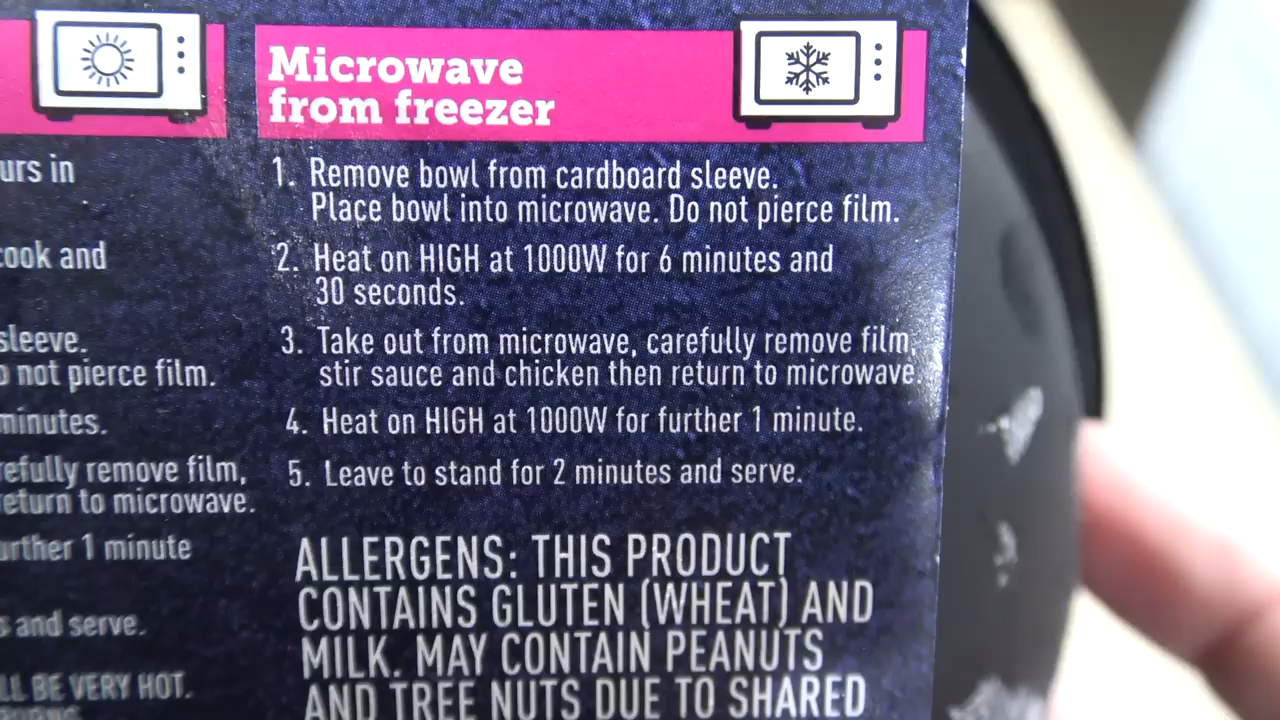 Microwave
from freezer
urs in
cook and
sleeve.
not pierce film.
minutes.
refully remove film,
return to microwave.
urther 1 minute
and serve.
BE VERY HOT.
1. Remove bowl from cardboard sleeve.
Place bowl into microwave. Do not pierce film.
2. Heat on HIGH at 1000W for 6 minutes and
30 seconds.
3. Take out from microwave, carefully remove film,
stir sauce and chicken then return to microwave.
4. Heat on HIGH at 1000W for further 1 minute.
5. Leave to stand for 2 minutes and serve.
ALLERGENS: THIS PRODUCT
CONTAINS GLUTEN (WHEAT) AND
MILK. MAY CONTAIN PEANUTS
AND TREE NUTS DUE TO SHARED